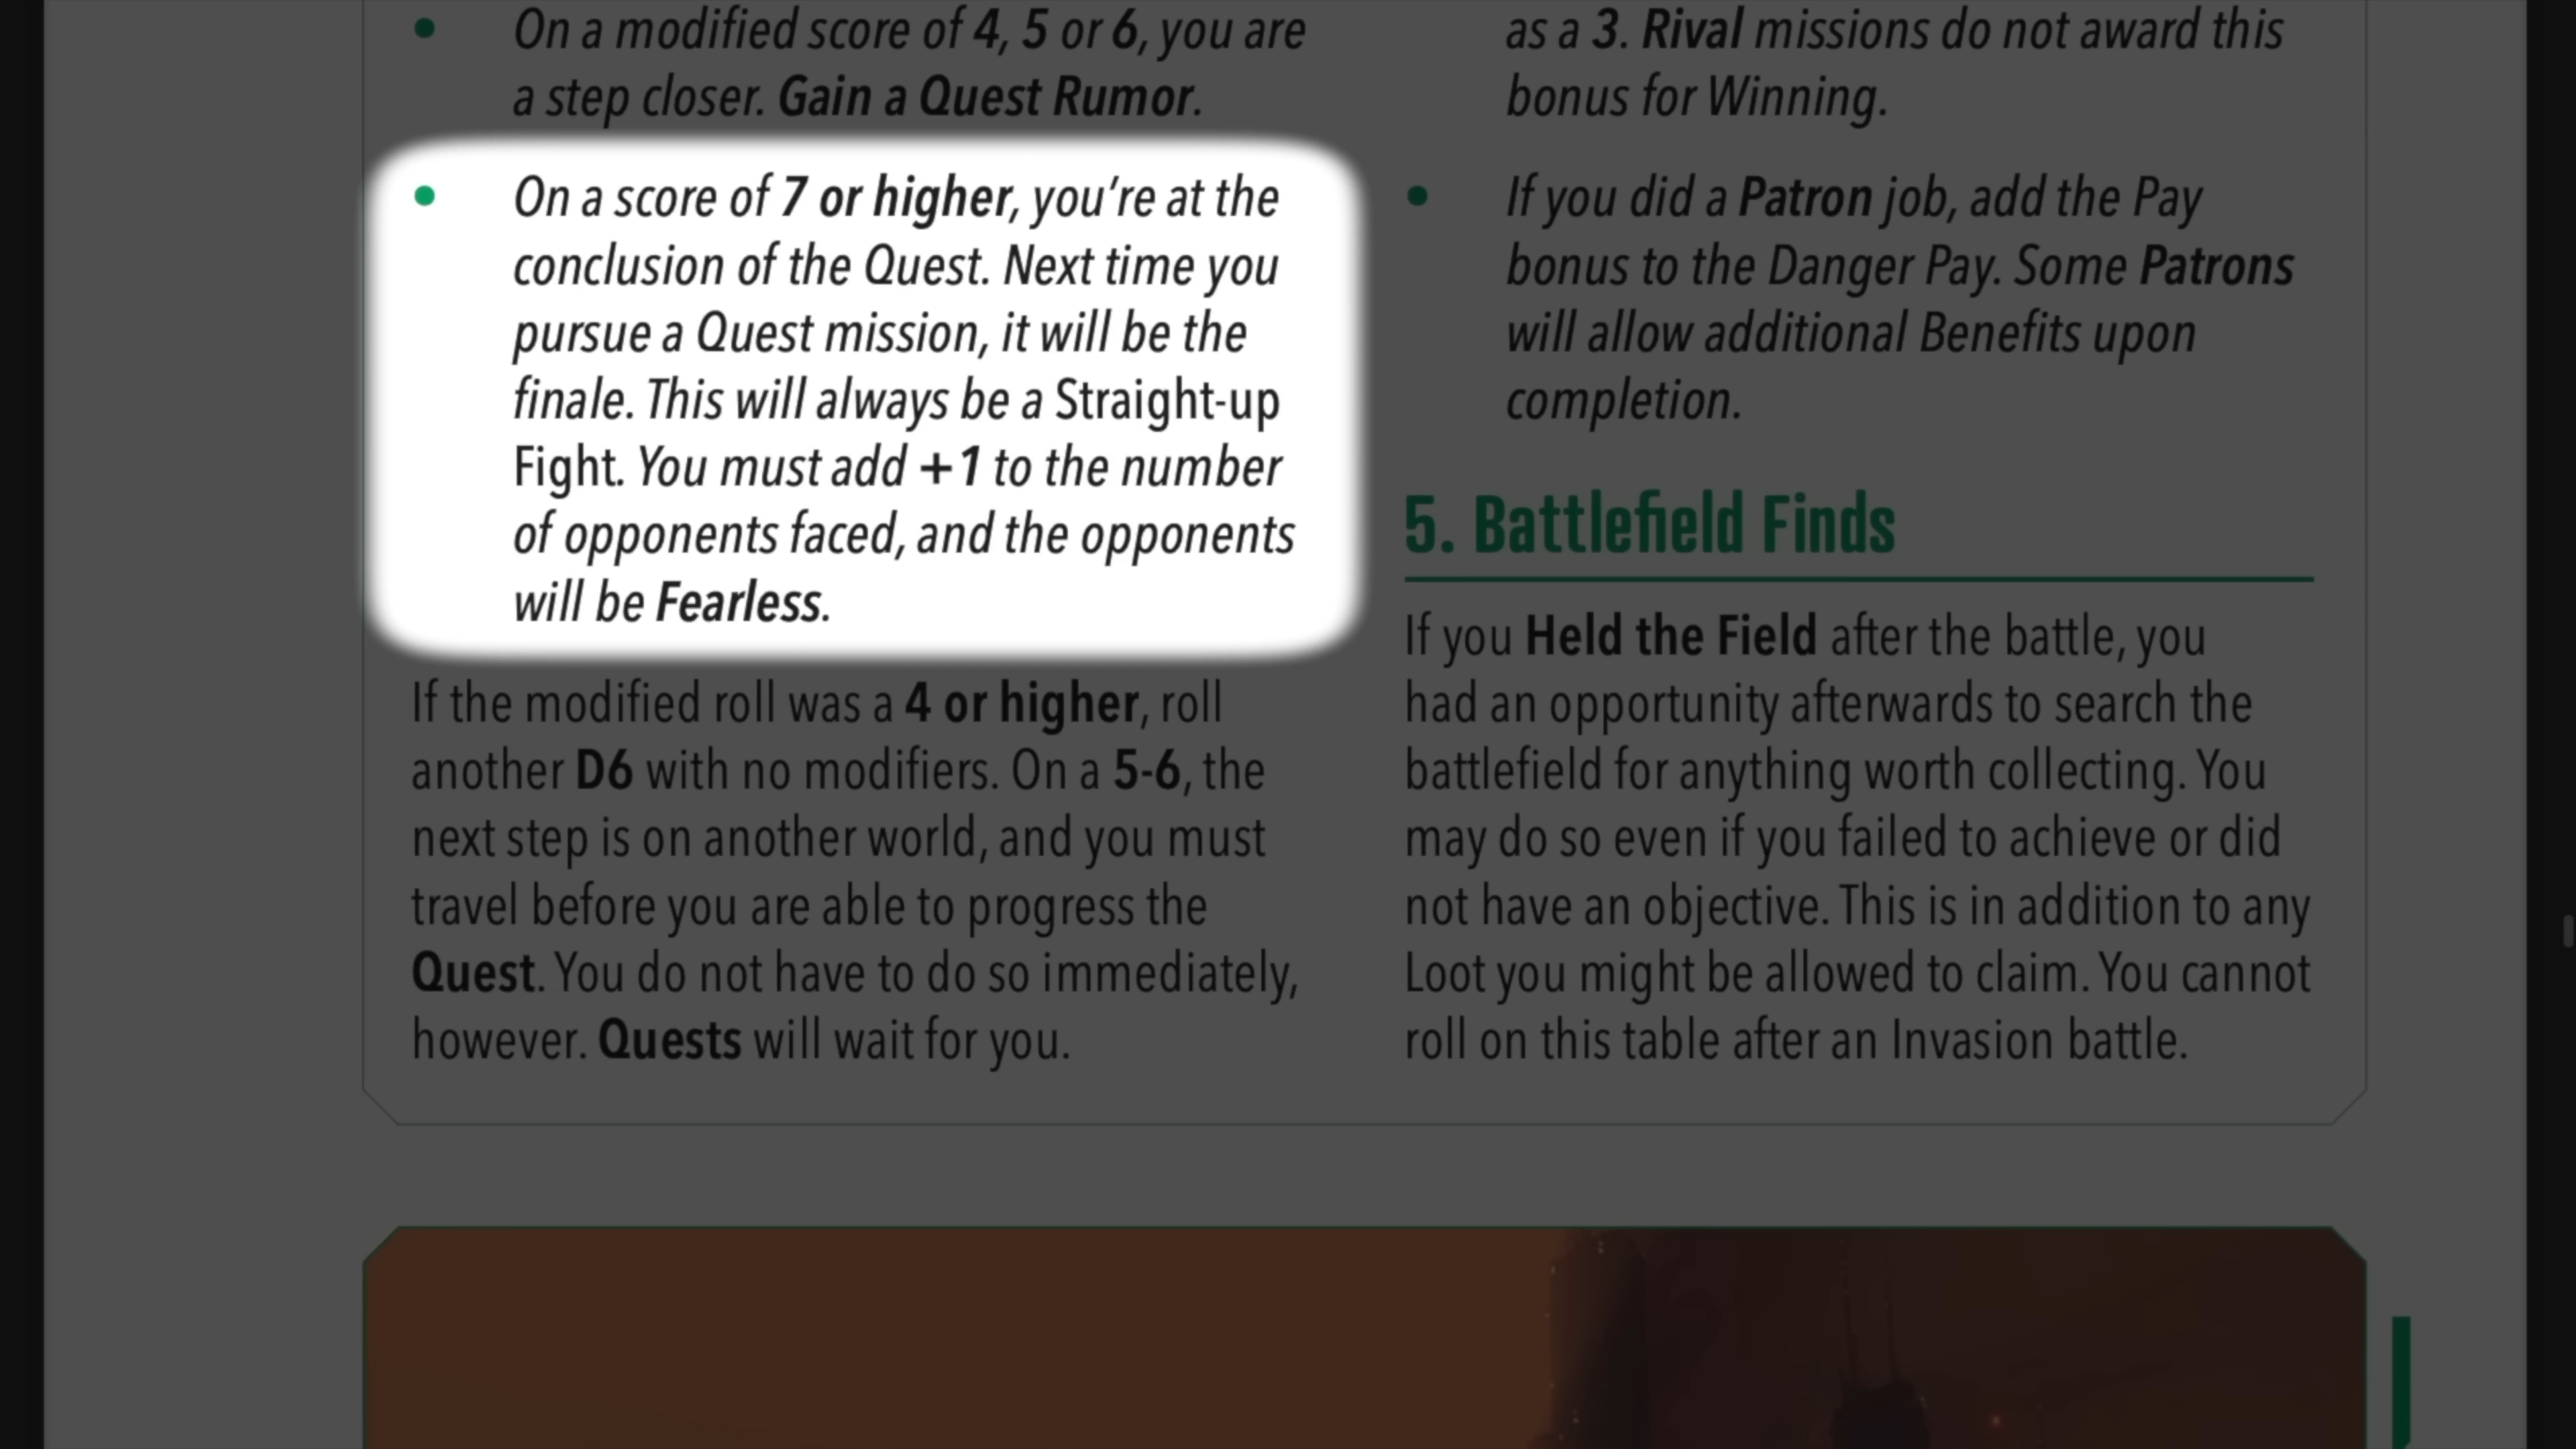 On a modified score of 4, 5 or 6, you are
a step closer. Gain a Quest Rumor.
On a score of 7 or higher, you’re at the
conclusion of the Quest. Next time you
pursue a Quest mission, it will be the
finale. This will always be a Straight-up
Fight. You must add +1 to the number
of opponents faced, and the opponents
will be Fearless.
If the modified roll was a 4 or higher, roll
another D6 with no modifiers. On a 5-6, the
next step is on another world, and you must
travel before you are able to progress the
Quest. You do not have to do so immediately,
however. Quests will wait for you.
as a 3. Rival missions do not award this
bonus for Winning.
If you did a Patron job, add the Pay
bonus to the Danger Pay. Some Patrons
will allow additional Benefits upon
completion.
5. Battlefield Finds
If you Held the Field after the battle, you
had an opportunity afterwards to search the
battlefield for anything worth collecting. You
may do so even if you failed to achieve or did
not have an objective. This is in addition to any
Loot you might be allowed to claim. You cannot
roll on this table after an Invasion battle.